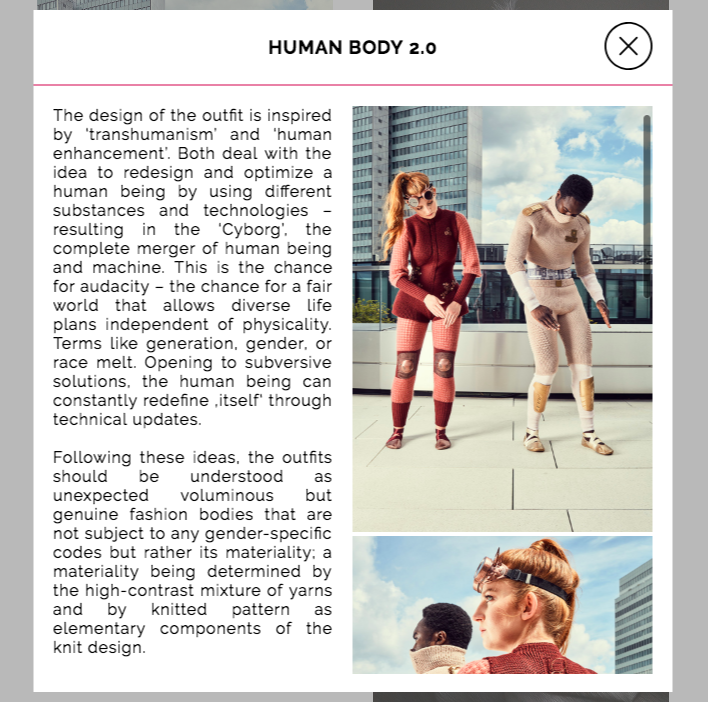 HUMAN BODY 2.0
The design of the outfit is inspired
by ‘transhumanism’ and ‘human
enhancement’. Both deal with the
idea to redesign and optimize a
human being by using different
substances and technologies –
resulting in the ‘Cyborg’, the
complete merger of human being
and machine. This is the chance
for audacity – the chance for a fair
world that allows diverse life
plans independent of physicality.
Terms like generation, gender, or
race melt. Opening to subversive
solutions, the human being can
constantly redefine ‚itself‘ through
technical updates.
Following these ideas, the outfits
should be understood as
unexpected voluminous but
genuine fashion bodies that are
not subject to any gender-specific
codes but rather its materiality; a
materiality being determined by
the high-contrast mixture of yarns
and by knitted pattern as
elementary components of the
knit design.